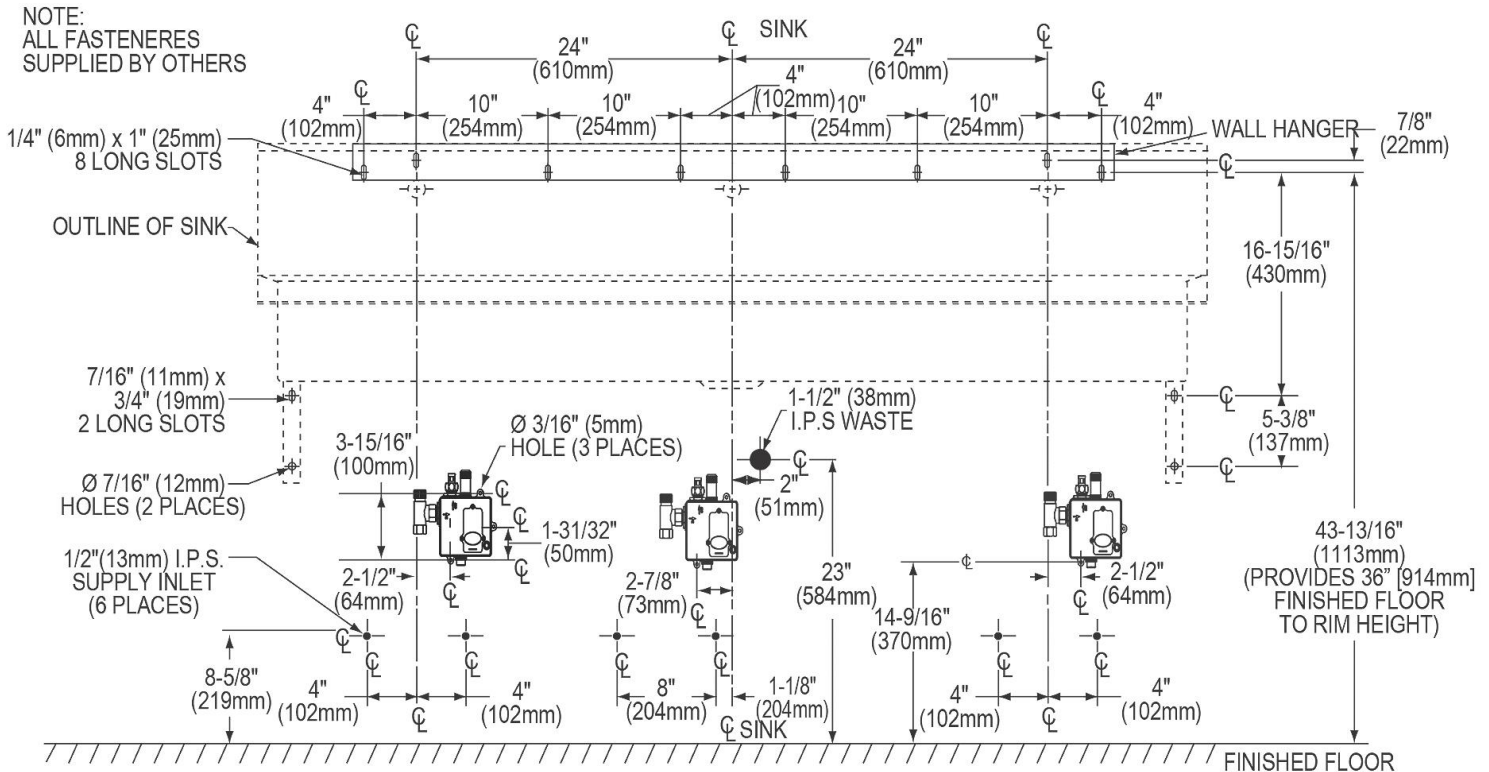 NOTE:
ALL FASTENERES
SUPPLIED BY OTHERS
℄
℄ SINK
℄
24"
(610mm)
24"
(610mm)
4"
(102mm)
℄
10"
(254mm)
10"
(254mm)
4"
(102mm)
10"
(254mm)
10"
(254mm)
℄
4"
(102mm)
WALL HANGER
7/8"
(22mm)
1/4" (6mm) x 1" (25mm)
8 LONG SLOTS
℄
℄
OUTLINE OF SINK
16-15/16"
(430mm)
7/16" (11mm) x
3/4" (19mm)
2 LONG SLOTS
℄
5-3/8"
(137mm)
℄
Ø 3/16" (5mm)
HOLE (3 PLACES)
1-1/2" (38mm)
I.P.S WASTE
℄
3-15/16"
(100mm)
Ø 7/16" (12mm)
HOLES (2 PLACES)
℄
℄
℄
1-31/32"
(50mm)
2"
(51mm)
1/2"(13mm) I.P.S.
SUPPLY INLET
(6 PLACES)
2-1/2"
(64mm)
℄
2-7/8"
(73mm)
℄
23"
(584mm)
℄
14-9/16"
(370mm)
2-1/2"
(64mm)
℄
43-13/16"
(1113mm)
(PROVIDES 36” [914mm]
FINISHED FLOOR
TO RIM HEIGHT)
℄
℄
℄
℄
℄
℄
℄
8-5/8"
(219mm)
4"
(102mm)
4"
(102mm)
℄
8"
(204mm)
1-1/8"
(204mm)
℄ SINK
4"
(102mm)
4"
(102mm)
℄
FINISHED FLOOR